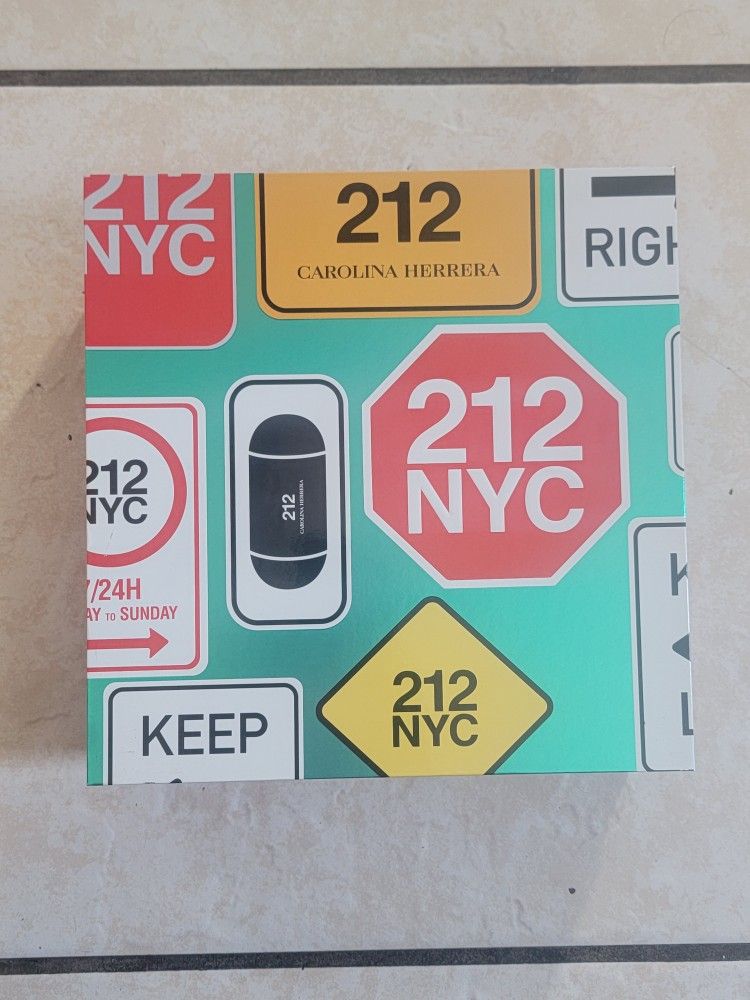 212
NYC
212
CAROLINA HERRERA
RIGH
212
NYC
212
NYC
7/24H
AY TO SUNDAY
212
CAROLINA HERRERA
KEEP
212
NYC
K
L